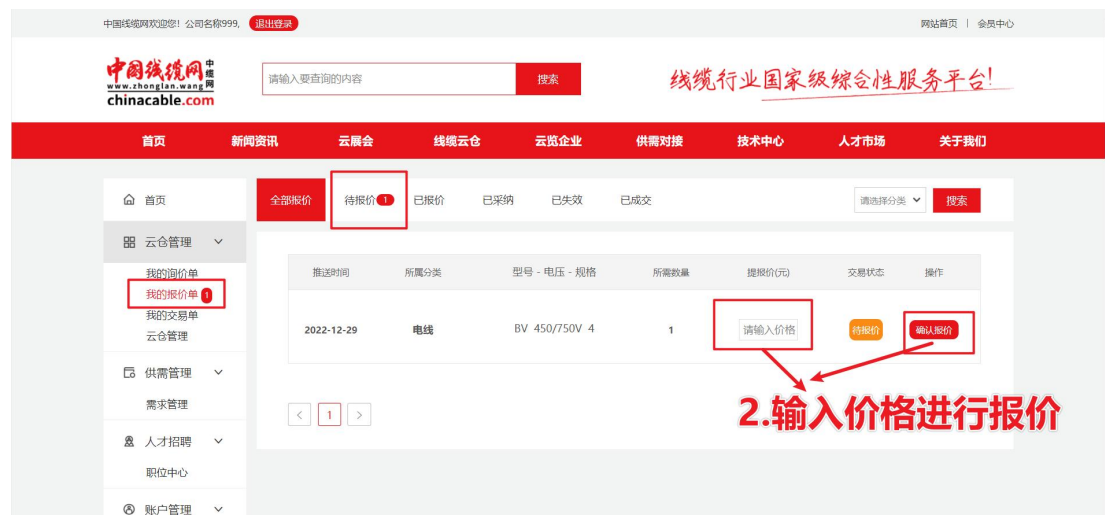 中国线缆网欢迎您！公司名称999, 退出登录
网站首页 | 会员中心
中国线缆网 中缆网
www.zhonglan.wang
chinacable.com
请输入要查询的内容 搜索
线缆行业国家级综合性服务平台！
首页 新闻资讯 云展会 线缆云仓 云览企业 供需对接 技术中心 人才市场 关于我们
首页
云仓管理
我的询价单
我的报价单 1
我的交易单
云仓管理
供需管理
需求管理
人才招聘
职位中心
账户管理
全部报价 待报价 1 已报价 已采纳 已失效 已成交 请选择分类 搜索
推送时间 所属分类 型号 - 电压 - 规格 所需数量 提报价(元) 交易状态 操作
2022-12-29 电线 BV 450/750V 4 1 请输入价格 待报价 确认报价
< 1 >
2.输入价格进行报价